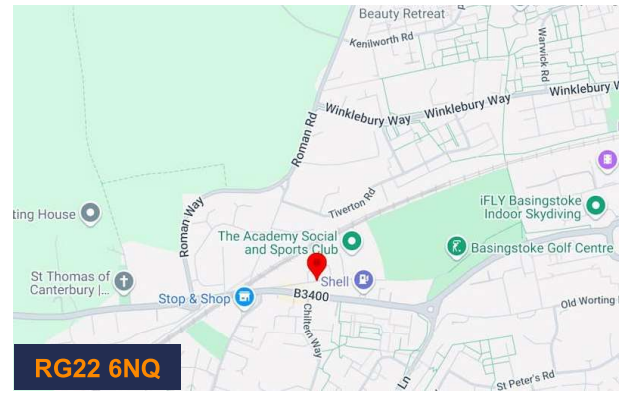 Beauty Retreat
Kenilworth Rd
Warwick Rd
Winklebury Way
Winklebury Way
Winklebury
Roman Rd
Tiverton Rd
iFLY Basingstoke
Indoor Skydiving
ting House
Roman Way
The Academy Social
and Sports Club
Basingstoke Golf Centre
St Thomas of
Canterbury |...
Shell
Stop & Shop
B3400
Chiltern Way
Old Worting
Ln
St Peter's Rd
RG22 6NQ